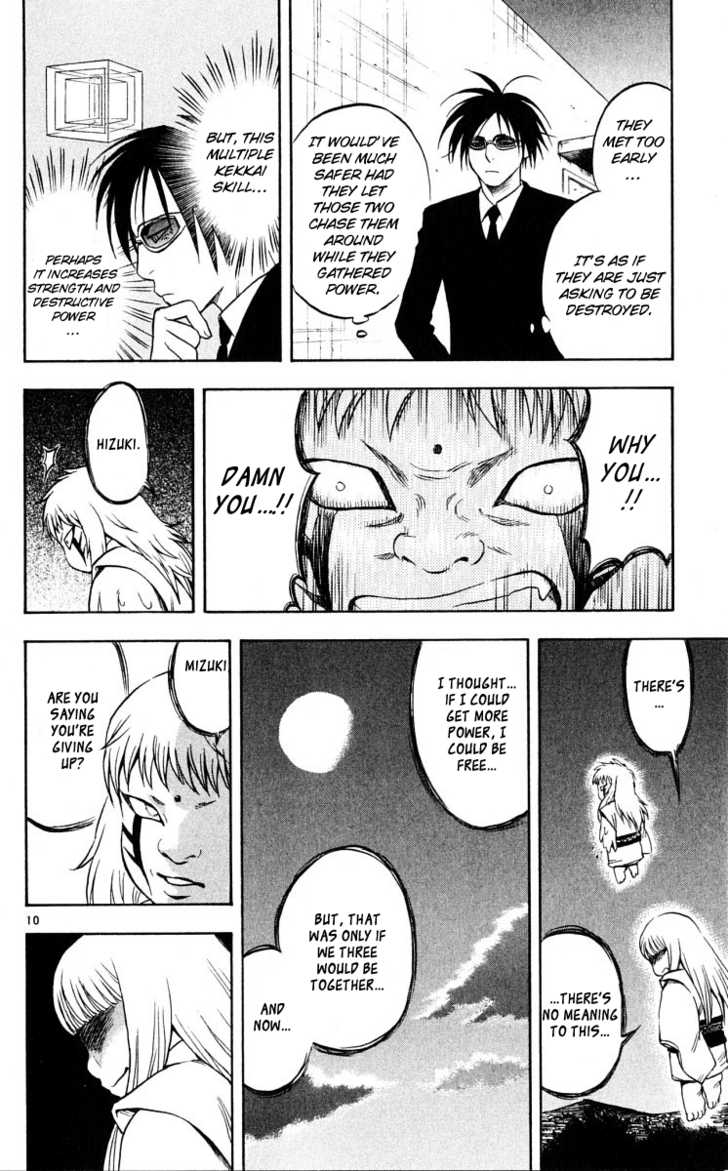 THEY
MET TOO
EARLY
...
IT'S AS IF
THEY ARE JUST
ASKING TO BE
DESTROYED.
IT WOULD'VE
BEEN MUCH
SAFER HAD
THEY LET
THOSE TWO
CHASE THEM
AROUND
WHILE THEY
GATHERED
POWER.
BUT, THIS
MULTIPLE
KEKKAI
SKILL...
PERHAPS
IT INCREASES
STRENGTH AND
DESTRUCTIVE
POWER
...
WHY
YOU...
!!
DAMN
YOU...!!
HIZUKI.
THERE'S
...
...THERE'S
NO MEANING
TO THIS...
I THOUGHT...
IF I COULD
GET MORE
POWER, I
COULD BE
FREE...
BUT, THAT
WAS ONLY IF
WE THREE
WOULD BE
TOGETHER...
AND
NOW...
MIZUKI
ARE YOU
SAYING
YOU'RE
GIVING
UP?
10